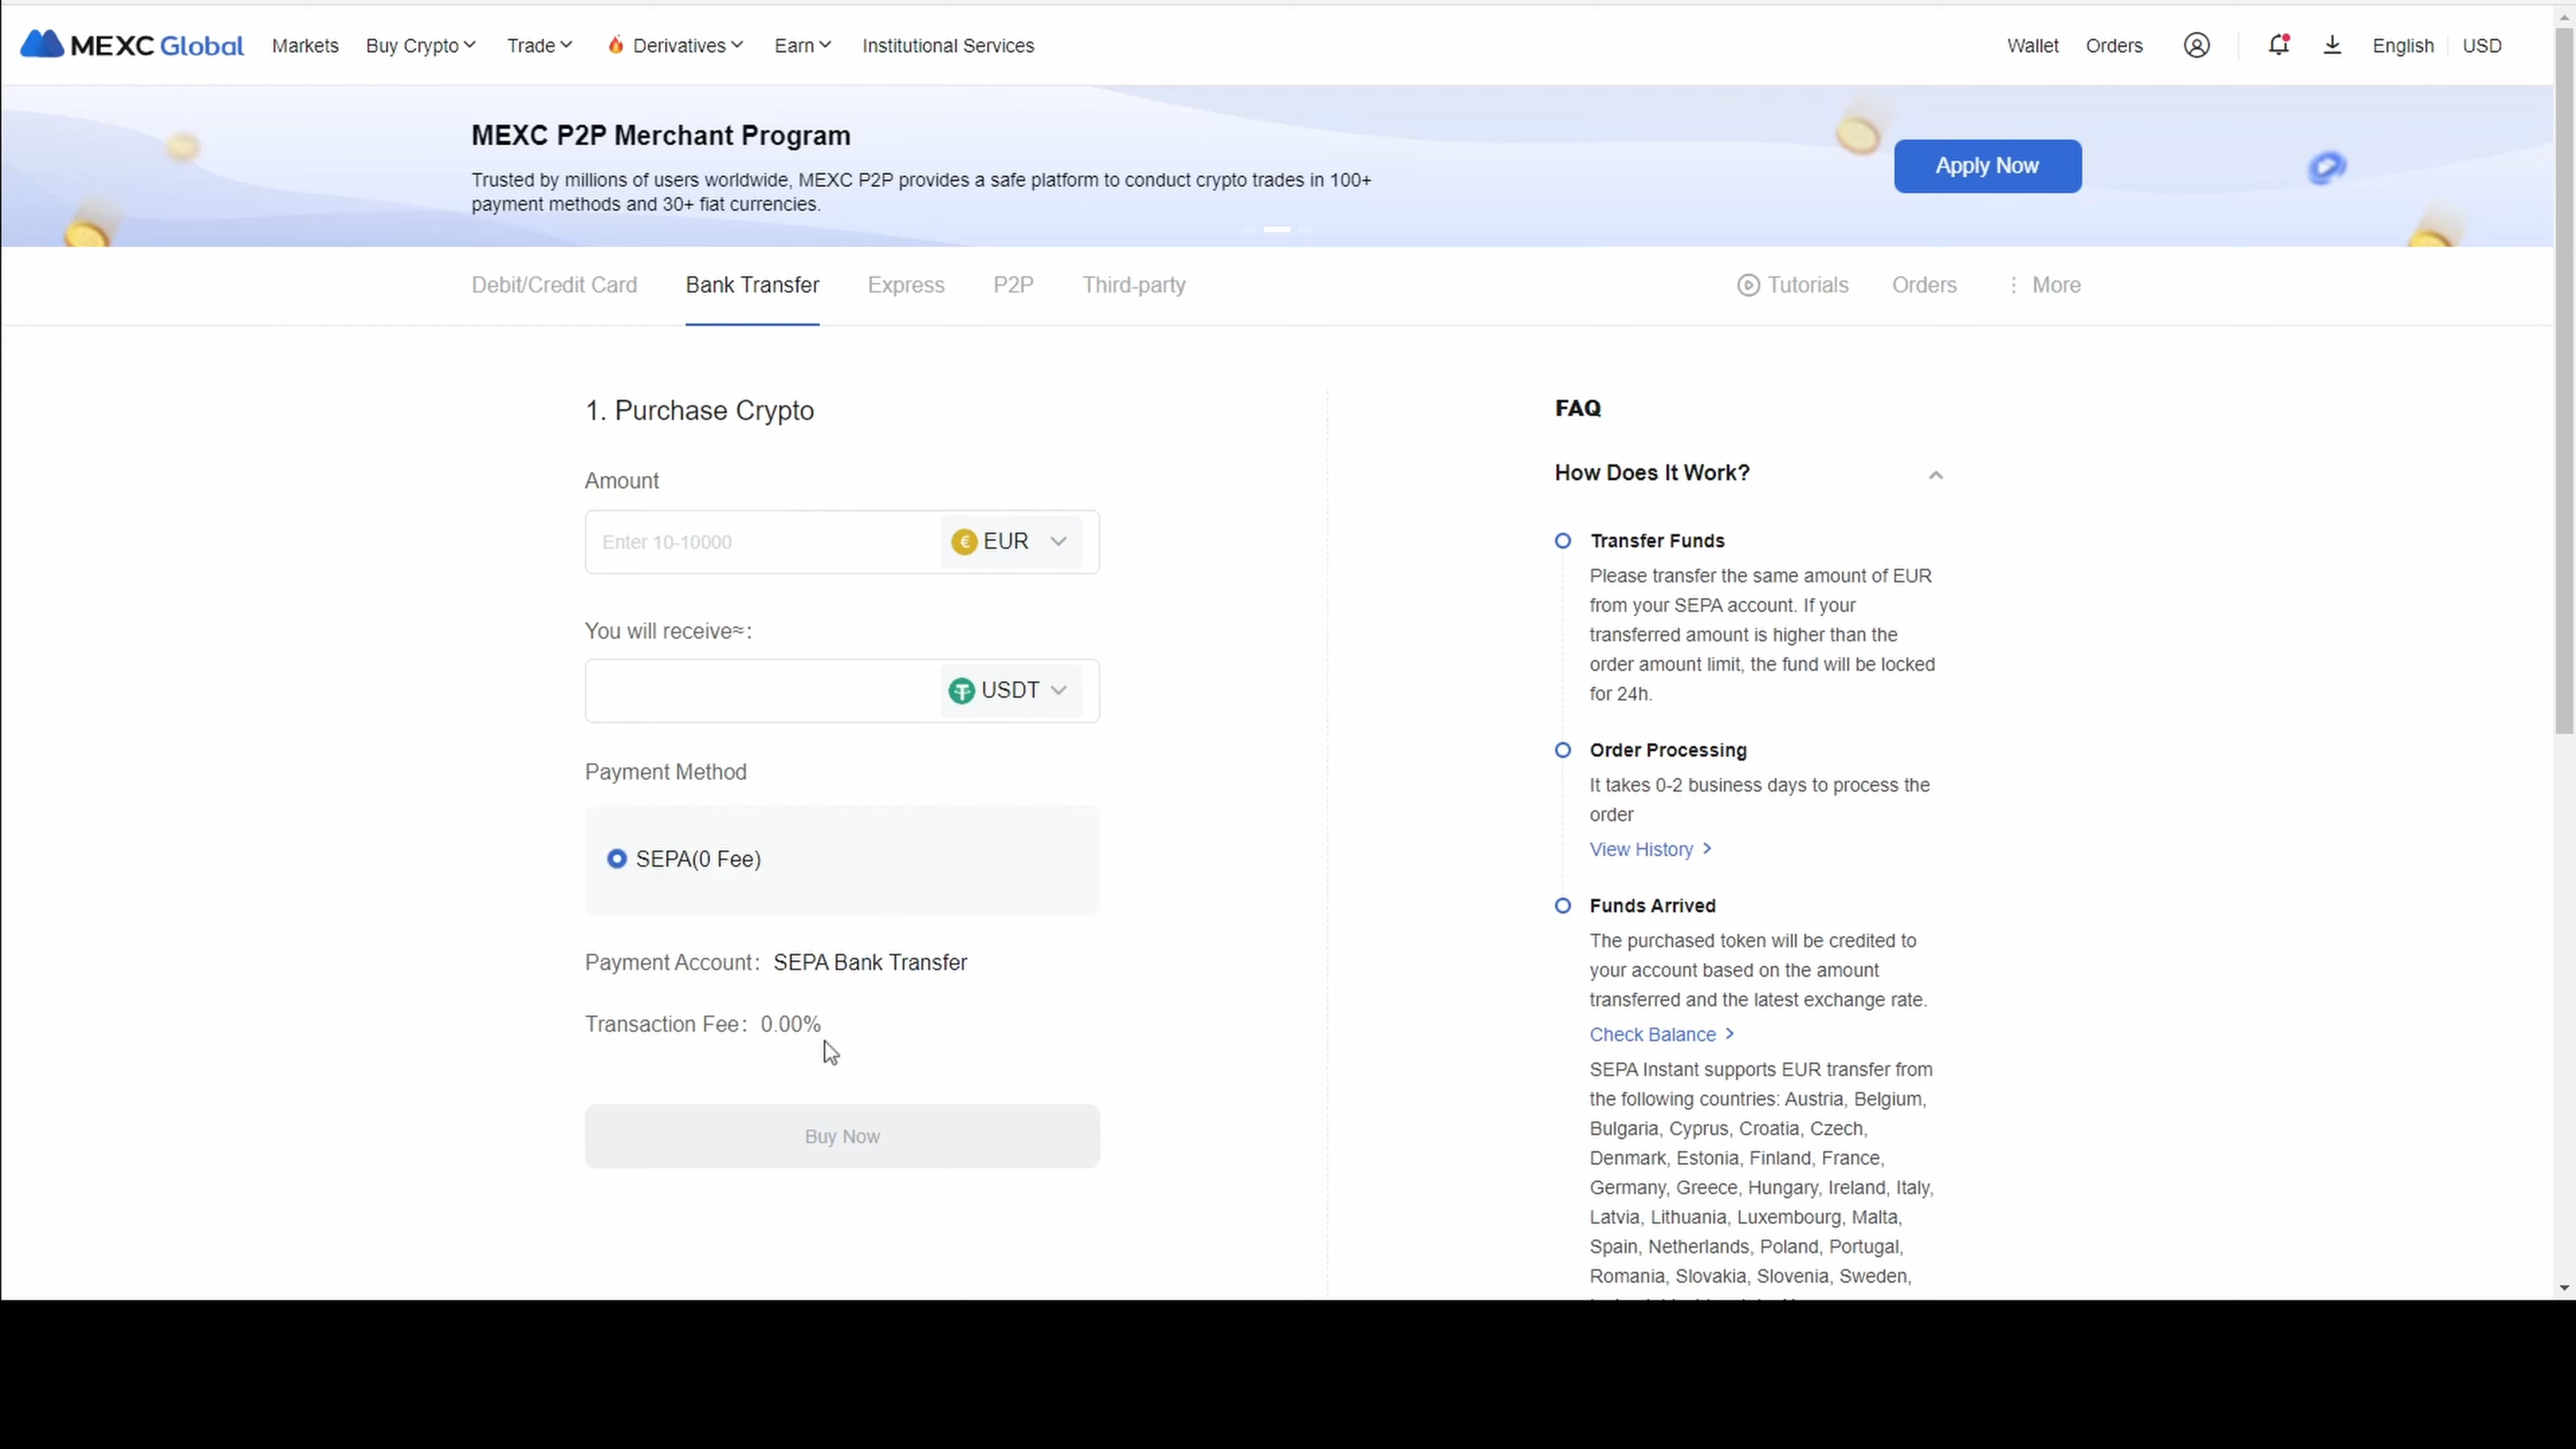 MEXC Global Markets Buy Crypto Trade Derivatives Earn Institutional Services Wallet Orders English USD
MEXC P2P Merchant Program
Trusted by millions of users worldwide, MEXC P2P provides a safe platform to conduct crypto trades in 100+
payment methods and 30+ fiat currencies.
Apply Now
Debit/Credit Card Bank Transfer Express P2P Third-party Tutorials Orders More
1. Purchase Crypto
Amount
Enter 10-10000 € EUR
You will receive≈:
USDT
Payment Method
SEPA(0 Fee)
Payment Account: SEPA Bank Transfer
Transaction Fee: 0.00%
Buy Now
FAQ
How Does It Work?
Transfer Funds
Please transfer the same amount of EUR
from your SEPA account. If your
transferred amount is higher than the
order amount limit, the fund will be locked
for 24h.
Order Processing
It takes 0-2 business days to process the
order
View History
Funds Arrived
The purchased token will be credited to
your account based on the amount
transferred and the latest exchange rate.
Check Balance
SEPA Instant supports EUR transfer from
the following countries: Austria, Belgium,
Bulgaria, Cyprus, Croatia, Czech,
Denmark, Estonia, Finland, France,
Germany, Greece, Hungary, Ireland, Italy,
Latvia, Lithuania, Luxembourg, Malta,
Spain, Netherlands, Poland, Portugal,
Romania, Slovakia, Slovenia, Sweden,